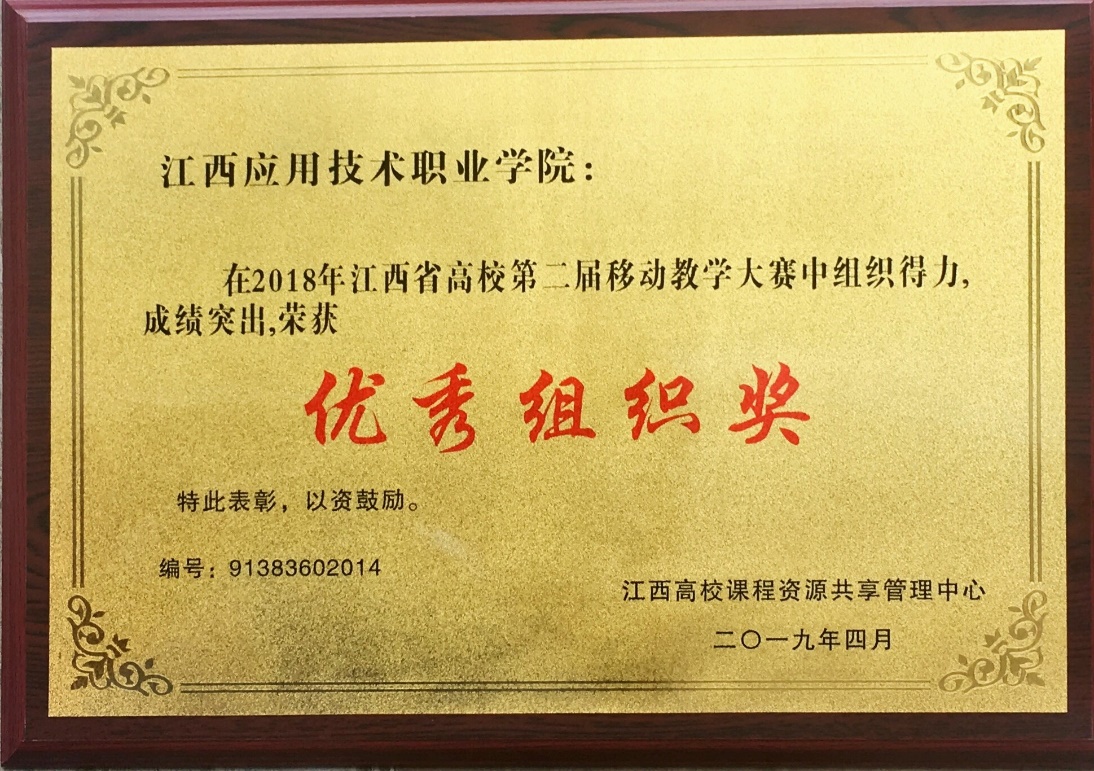 江西应用技术职业学院：
在2018年江西省高校第二届移动教学大赛中组织得力,
成绩突出,荣获
优秀组织奖
特此表彰，以资鼓励。
编号：91383602014
江西高校课程资源共享管理中心
二〇一九年四月